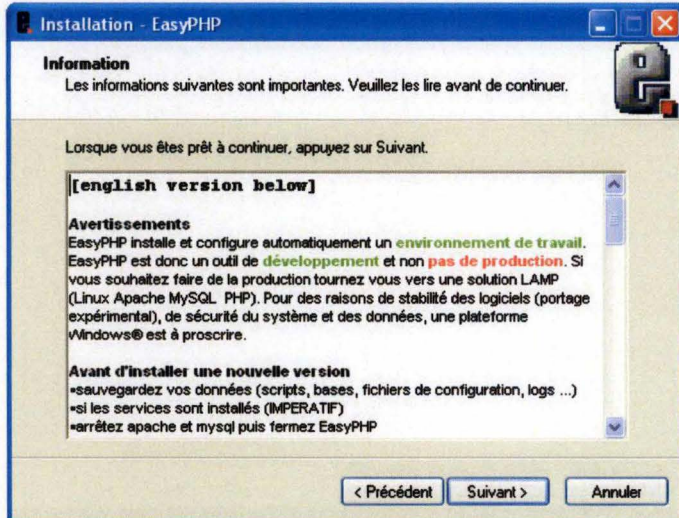 Installation - EasyPHP
Information
Les informations suivantes sont importantes. Veuillez les lire avant de continuer.
Lorsque vous êtes prêt à continuer, appuyez sur Suivant.
[english version below]
Avertissements
EasyPHP installe et configure automatiquement un environnement de travail.
EasyPHP est donc un outil de développement et non pas de production. Si
vous souhaitez faire de la production tournez vous vers une solution LAMP
(Linux Apache MySQL PHP). Pour des raisons de stabilité des logiciels (portage
expérimental), de sécurité du système et des données, une plateforme
Windows® est à proscrire.
Avant d'installer une nouvelle version
▪sauvegardez vos données (scripts, bases, fichiers de configuration, logs ...)
▪si les services sont installés (IMPERATIF)
▪arrêtez apache et mysql puis fermez EasyPHP
< Précédent Suivant > Annuler